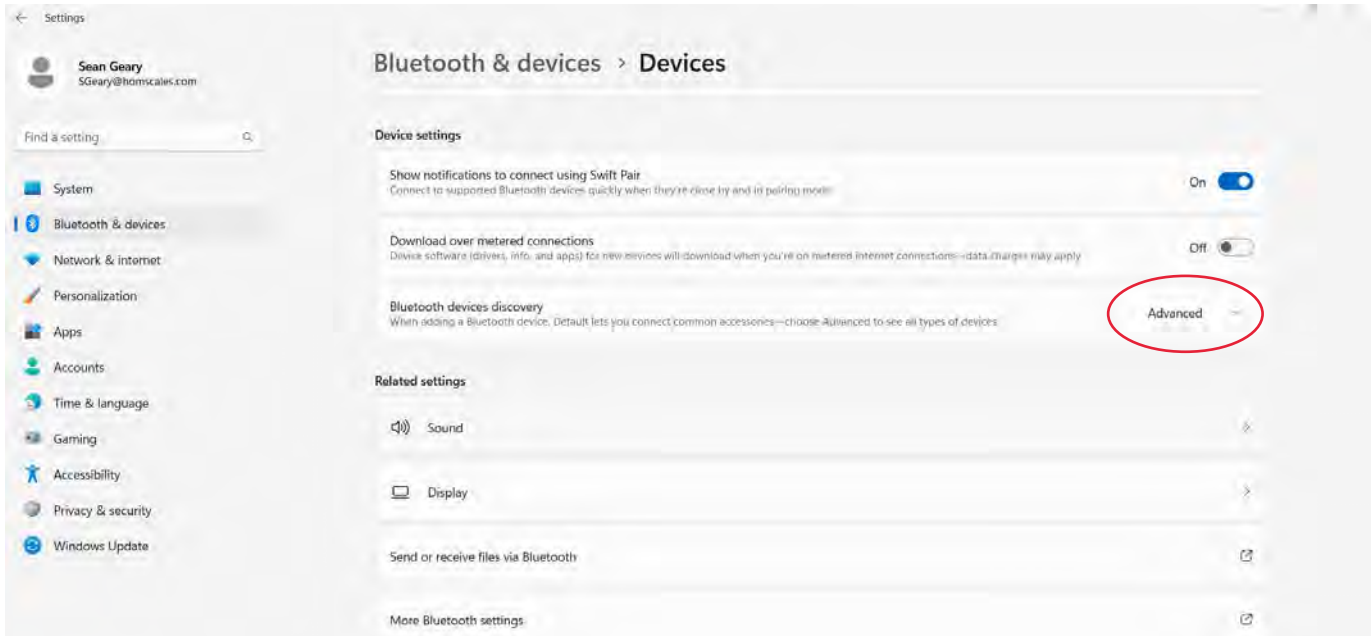 Settings
Sean Geary
SGeary@homscales.com
Find a setting
System
Bluetooth & devices
Network & internet
Personalization
Apps
Accounts
Time & language
Gaming
Accessibility
Privacy & security
Windows Update
Bluetooth & devices > Devices
Device settings
Show notifications to connect using Swift Pair
Connect to supported Bluetooth devices quickly when they're close by and in pairing mode
On
Download over metered connections
Device software (drivers, info, and apps) for new devices will download when you're on metered internet connections—data charges may apply
Off
Bluetooth devices discovery
When adding a Bluetooth device, Default lets you connect common accessories—choose Advanced to see all types of devices
Advanced
Related settings
Sound
Display
Send or receive files via Bluetooth
More Bluetooth settings